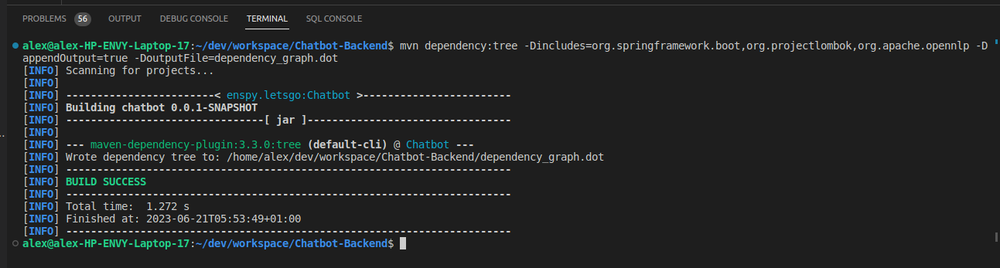 PROBLEMS 56 OUTPUT DEBUG CONSOLE TERMINAL SQL CONSOLE
alex@alex-HP-ENVY-Laptop-17:~/dev/workspace/Chatbot-Backend$ mvn dependency:tree -Dincludes=org.springframework.boot,org.projectlombok,org.apache.opennlp -D
appendOutput=true -DoutputFile=dependency_graph.dot
[INFO] Scanning for projects...
[INFO]
[INFO] ------------------------< enspy.letsgo:Chatbot >------------------------
[INFO] Building chatbot 0.0.1-SNAPSHOT
[INFO] --------------------------------[ jar ]---------------------------------
[INFO]
[INFO] --- maven-dependency-plugin:3.3.0:tree (default-cli) @ Chatbot ---
[INFO] Wrote dependency tree to: /home/alex/dev/workspace/Chatbot-Backend/dependency_graph.dot
[INFO] ------------------------------------------------------------------------
[INFO] BUILD SUCCESS
[INFO] ------------------------------------------------------------------------
[INFO] Total time:  1.272 s
[INFO] Finished at: 2023-06-21T05:53:49+01:00
[INFO] ------------------------------------------------------------------------
alex@alex-HP-ENVY-Laptop-17:~/dev/workspace/Chatbot-Backend$